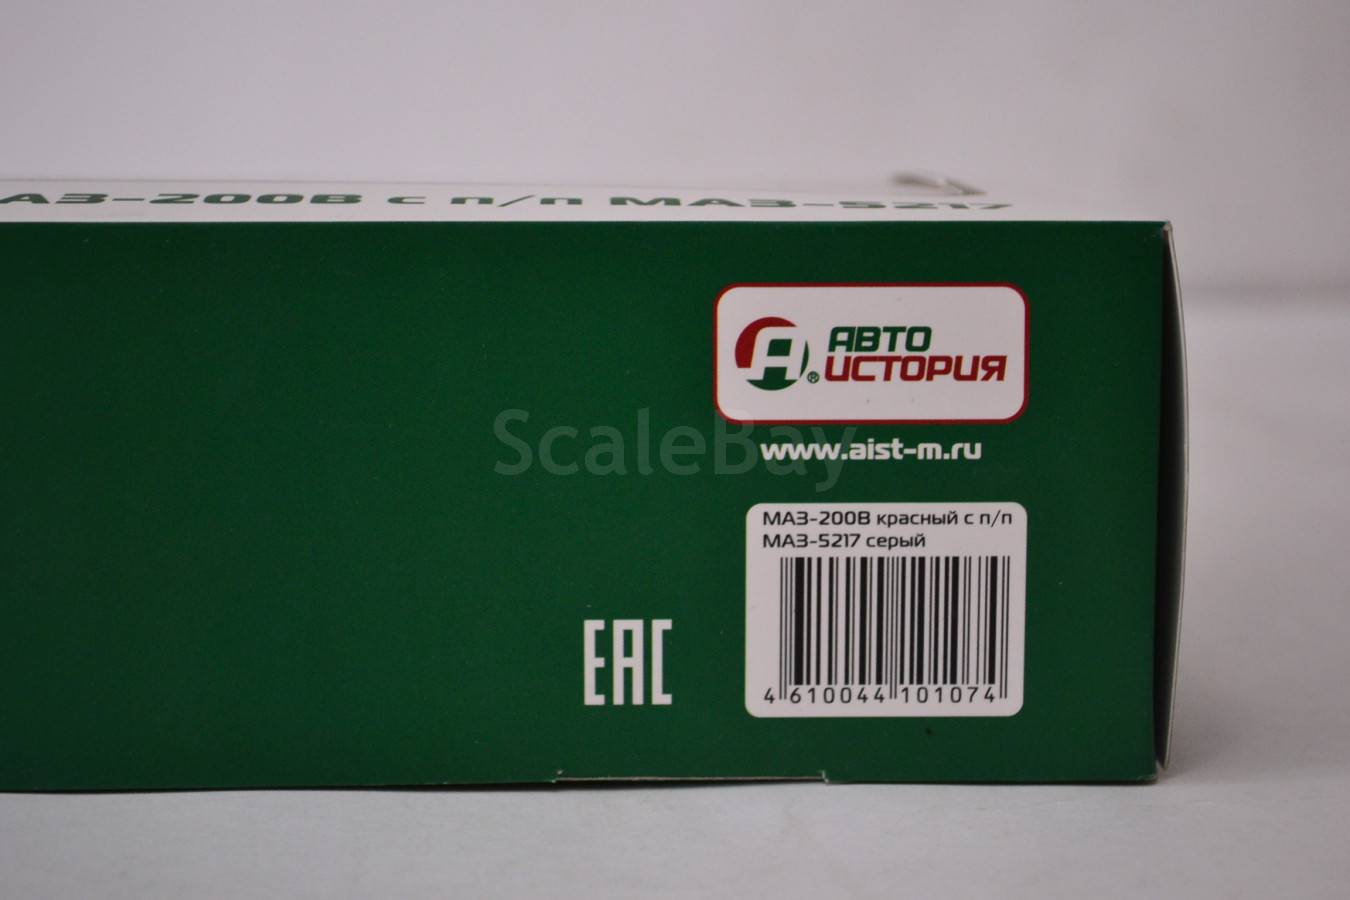 АЗ-200В с п/п МАЗ-5217
АВТО
ИСТОРИЯ
www.aist-m.ru
ScaleBay
МАЗ-200В красный с п/п
МАЗ-5217 серый
4 610044 101074
ЕАС